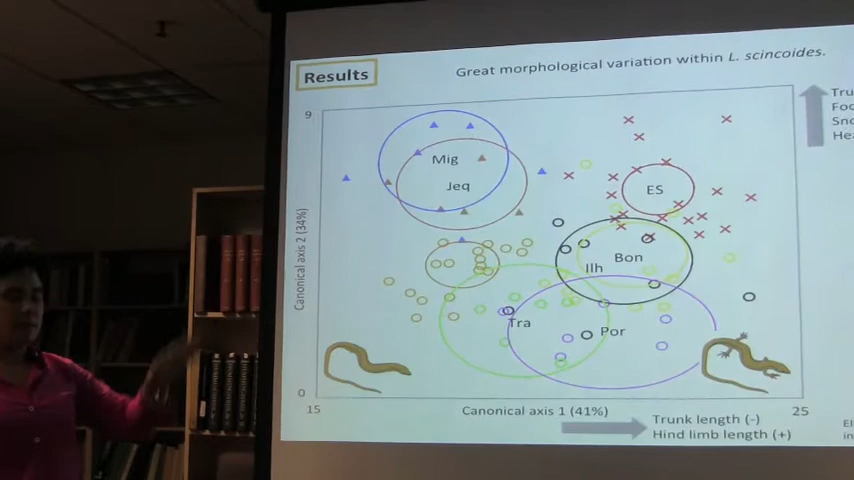 Results
Great morphological variation within L. scincoides.
9
Mig
Jeq
ES
Bon
Ilh
Tra
Por
Canonical axis 2 (34%)
0
15
Canonical axis 1 (41%)
25
Trunk length (-)
Hind limb length (+)